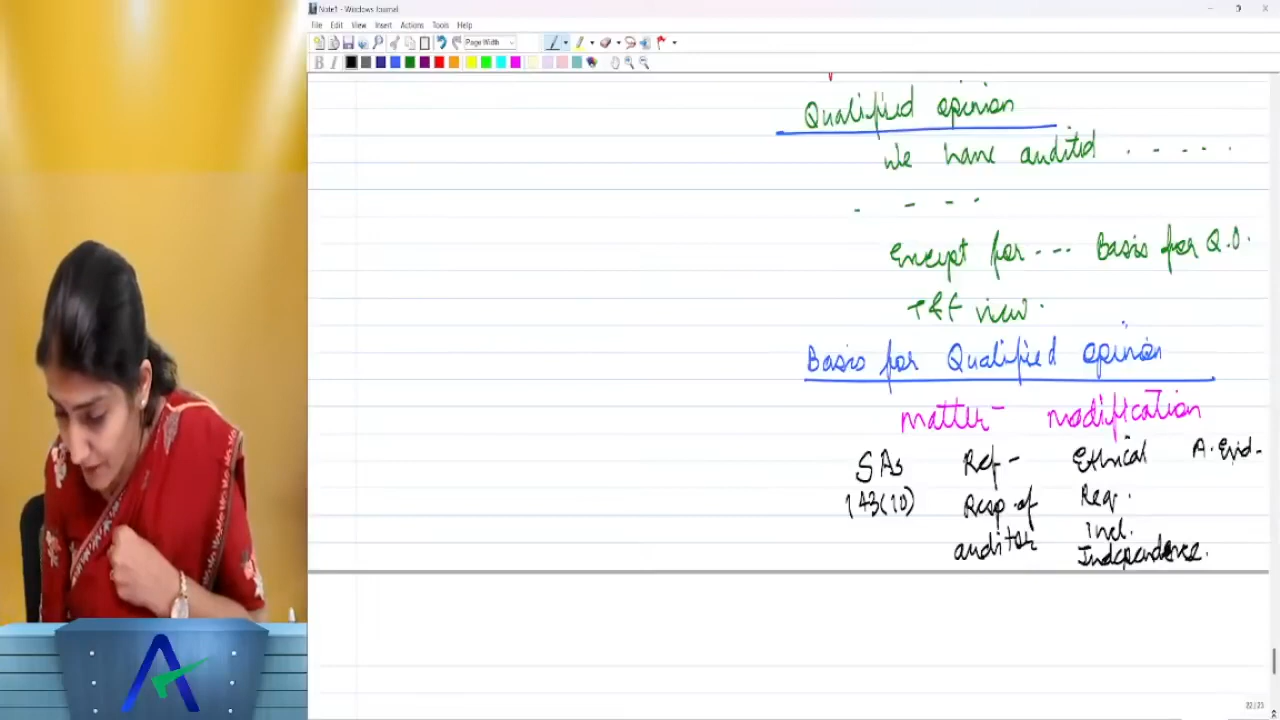 Note1 - Windows Journal
File Edit View Insert Actions Tools Help
Page Width
B I
Qualified opinion
We have audited . - - - .
- - - -
Except for - - - Basis for Q.O.
T&F view.
Basis for Qualified opinion
matter - modification
SAs Ref - Ethical A. Evid.
143(10) Resp. of Req.
auditor incl.
Independence.
22/23